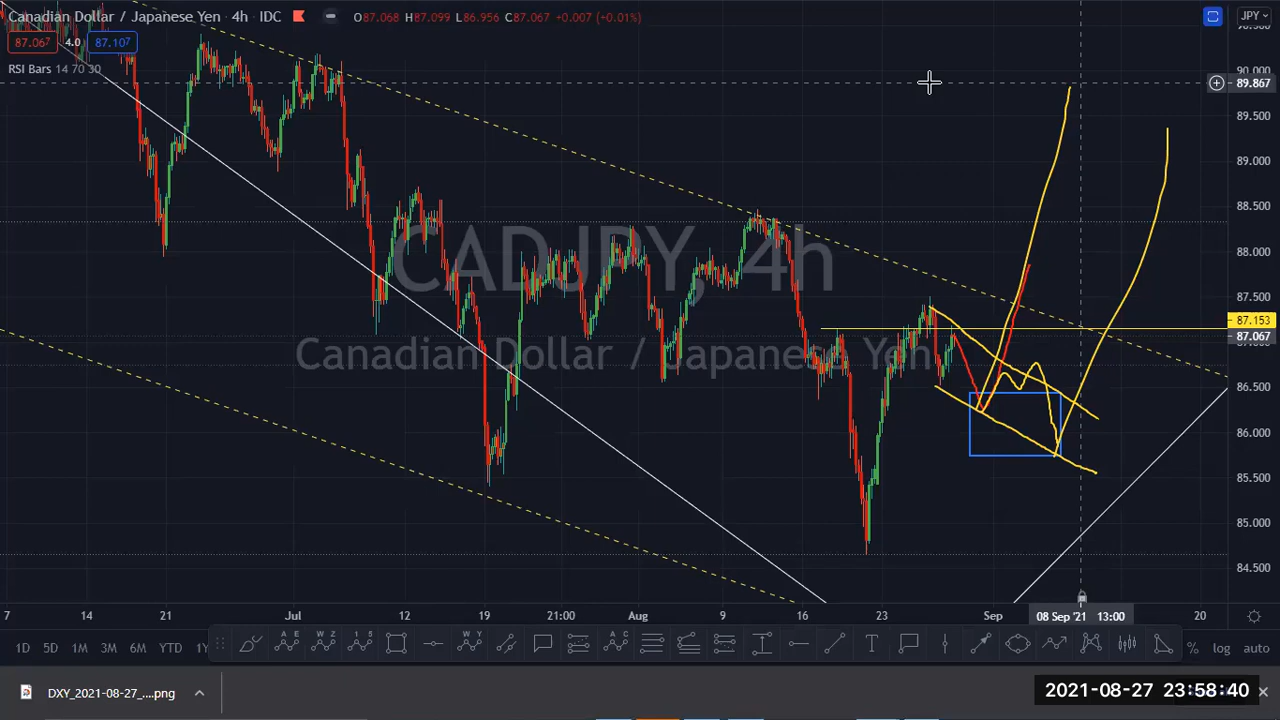 Canadian Dollar / Japanese Yen · 4h · IDC O87.068 H87.099 L86.956 C87.067 +0.007 (+0.01%) JPY
87.067 4.0 87.107
RSI Bars 14 70 30
90.000
89.867
89.500
89.000
88.500
88.000
87.500
87.153
87.067
86.500
86.000
85.500
85.000
84.500
CADJPY, 4h
Canadian Dollar / Japanese Yen
7 14 21 Jul 12 19 21:00 Aug 9 16 23 Sep 08 Sep '21 13:00 20
1D 5D 1M 3M 6M YTD 1Y % log auto
DXY_2021-08-27_....png
2021-08-27 23:58:40